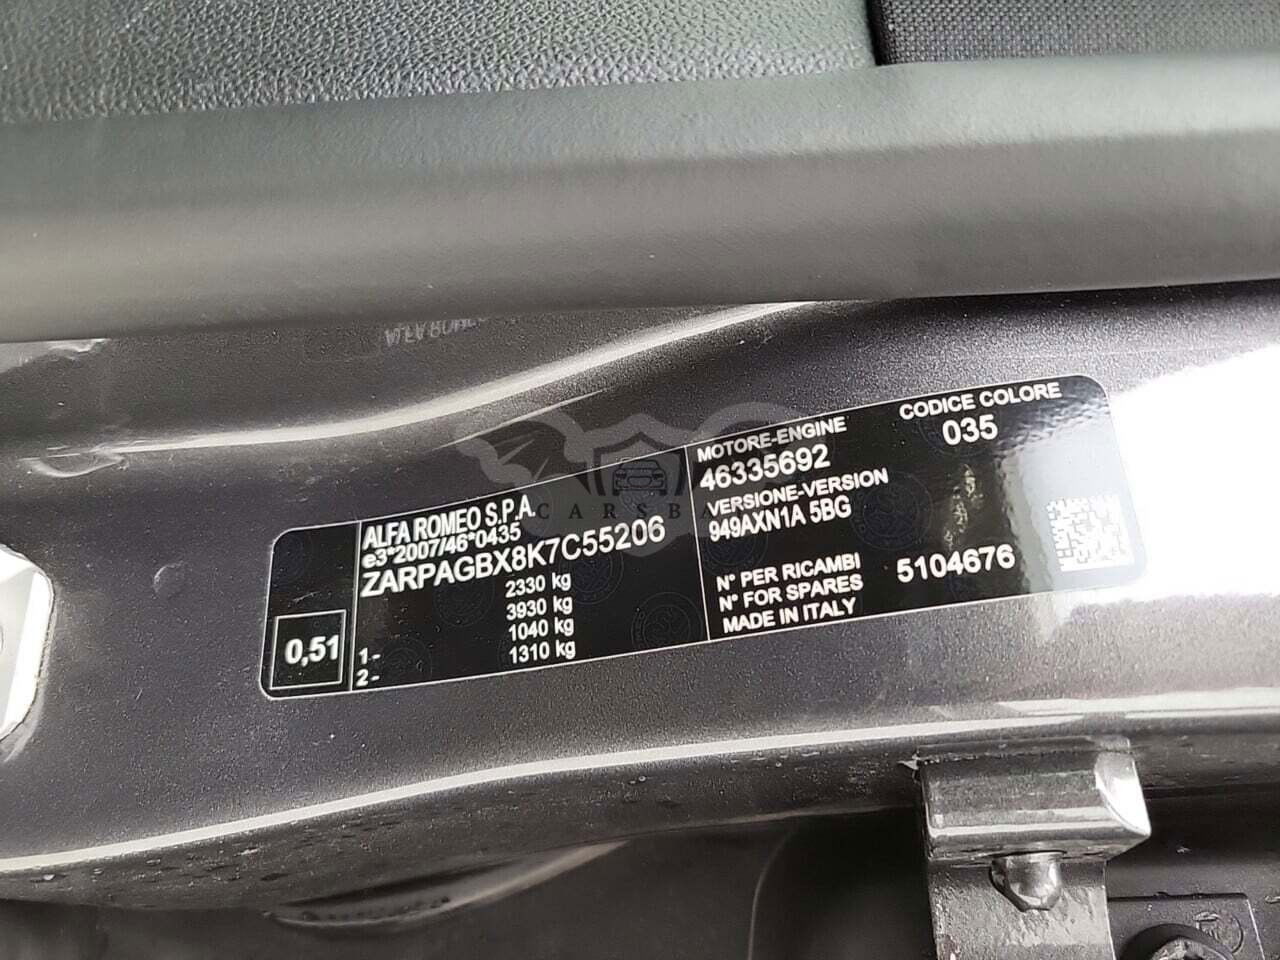 ALFA ROMEO S.P.A.
e3*2007/46*0435
ZARPAGBX8K7C55206
2330 kg
3930 kg
1- 1040 kg
2- 1310 kg
0,51
MOTORE-ENGINE
46335692
VERSIONE-VERSION
949AXN1A 5BG
CODICE COLORE
035
N° PER RICAMBI
N° FOR SPARES
5104676
MADE IN ITALY